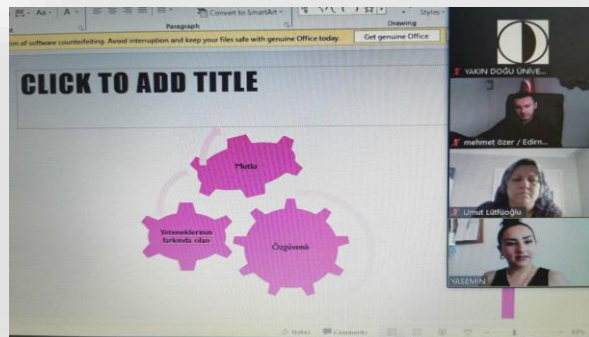 A
Convert to SmartArt
Styles
Paragraph
Drawing
of software counterfeiting. Avoid interruption and keep your files safe with genuine Office today.
Get genuine Office
CLICK TO ADD TITLE
Mutlu
Yeteneklerinin
farkında olan
Özgüvenli
YAKIN DOĞU ÜNİVE...
mehmet özer / Edirn...
Umut Lütfüoğlu
YASEMİN
Notes
Comments